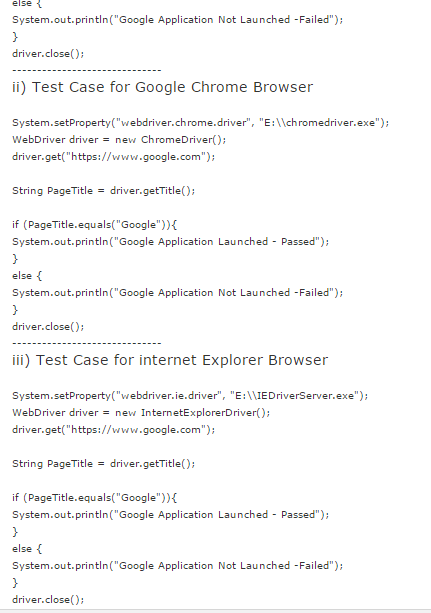 else {
System.out.println("Google Application Not Launched -Failed");
}
driver.close();
------------------------------
ii) Test Case for Google Chrome Browser
System.setProperty("webdriver.chrome.driver", "E:\\chromedriver.exe");
WebDriver driver = new ChromeDriver();
driver.get("https://www.google.com");
String PageTitle = driver.getTitle();
if (PageTitle.equals("Google")){
System.out.println("Google Application Launched - Passed");
}
else {
System.out.println("Google Application Not Launched -Failed");
}
driver.close();
------------------------------
iii) Test Case for internet Explorer Browser
System.setProperty("webdriver.ie.driver", "E:\\IEDriverServer.exe");
WebDriver driver = new InternetExplorerDriver();
driver.get("https://www.google.com");
String PageTitle = driver.getTitle();
if (PageTitle.equals("Google")){
System.out.println("Google Application Launched - Passed");
}
else {
System.out.println("Google Application Not Launched -Failed");
}
driver.close();